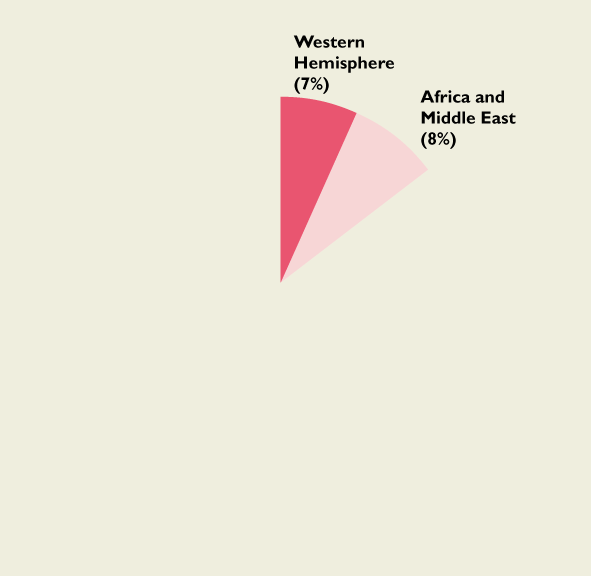 Western
Hemisphere
(7%)
Africa and
Middle East
(8%)